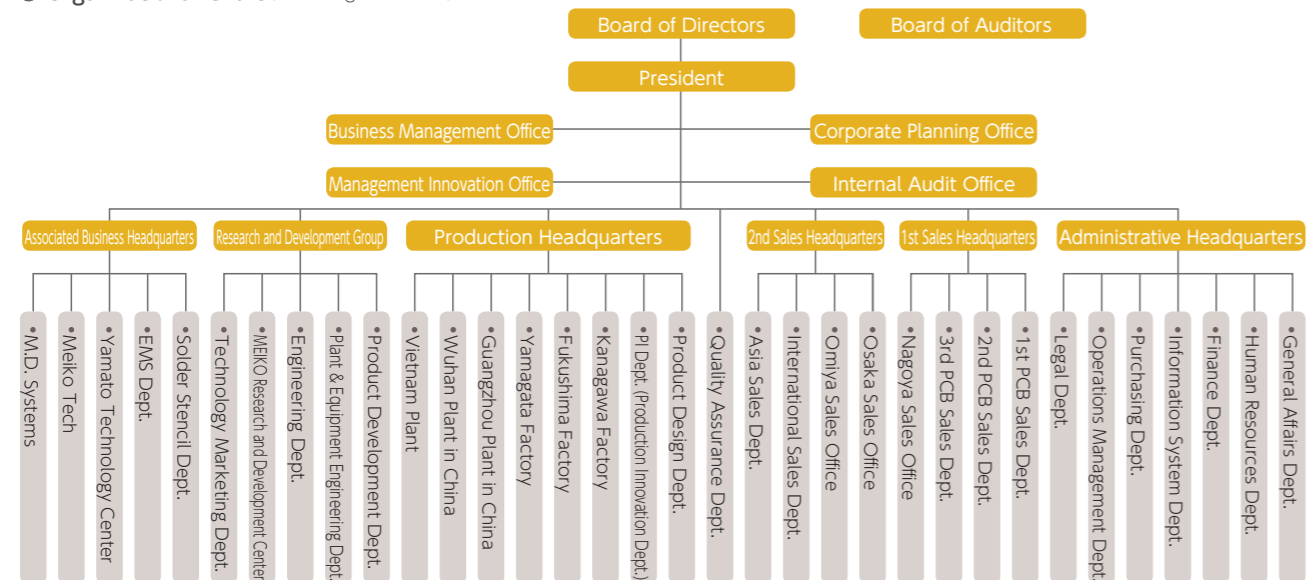 Board of Directors
Board of Auditors
President
Business Management Office
Corporate Planning Office
Management Innovation Office
Internal Audit Office
Associated Business Headquarters
Research and Development Group
Production Headquarters
2nd Sales Headquarters
1st Sales Headquarters
Administrative Headquarters
•M.D. Systems
•Meiko Tech
•Yamato Technology Center
•EMS Dept.
•Solder Stencil Dept.
•Technology Marketing Dept.
•MEIKO Research and Development Center
•Engineering Dept.
•Plant & Equipment Engineering Dept.
•Product Development Dept.
•Vietnam Plant
•Wuhan Plant in China
•Guangzhou Plant in China
•Yamagata Factory
•Fukushima Factory
•Kanagawa Factory
•PI Dept. (Production Innovation Dept.)
•Product Design Dept.
•Quality Assurance Dept.
•Asia Sales Dept.
•International Sales Dept.
•Omiya Sales Office
•Osaka Sales Office
•Nagoya Sales Office
•3rd PCB Sales Dept.
•2nd PCB Sales Dept.
•1st PCB Sales Dept.
•Legal Dept.
•Operations Management Dept.
•Purchasing Dept.
•Information System Dept.
•Finance Dept.
•Human Resources Dept.
•General Affairs Dept.